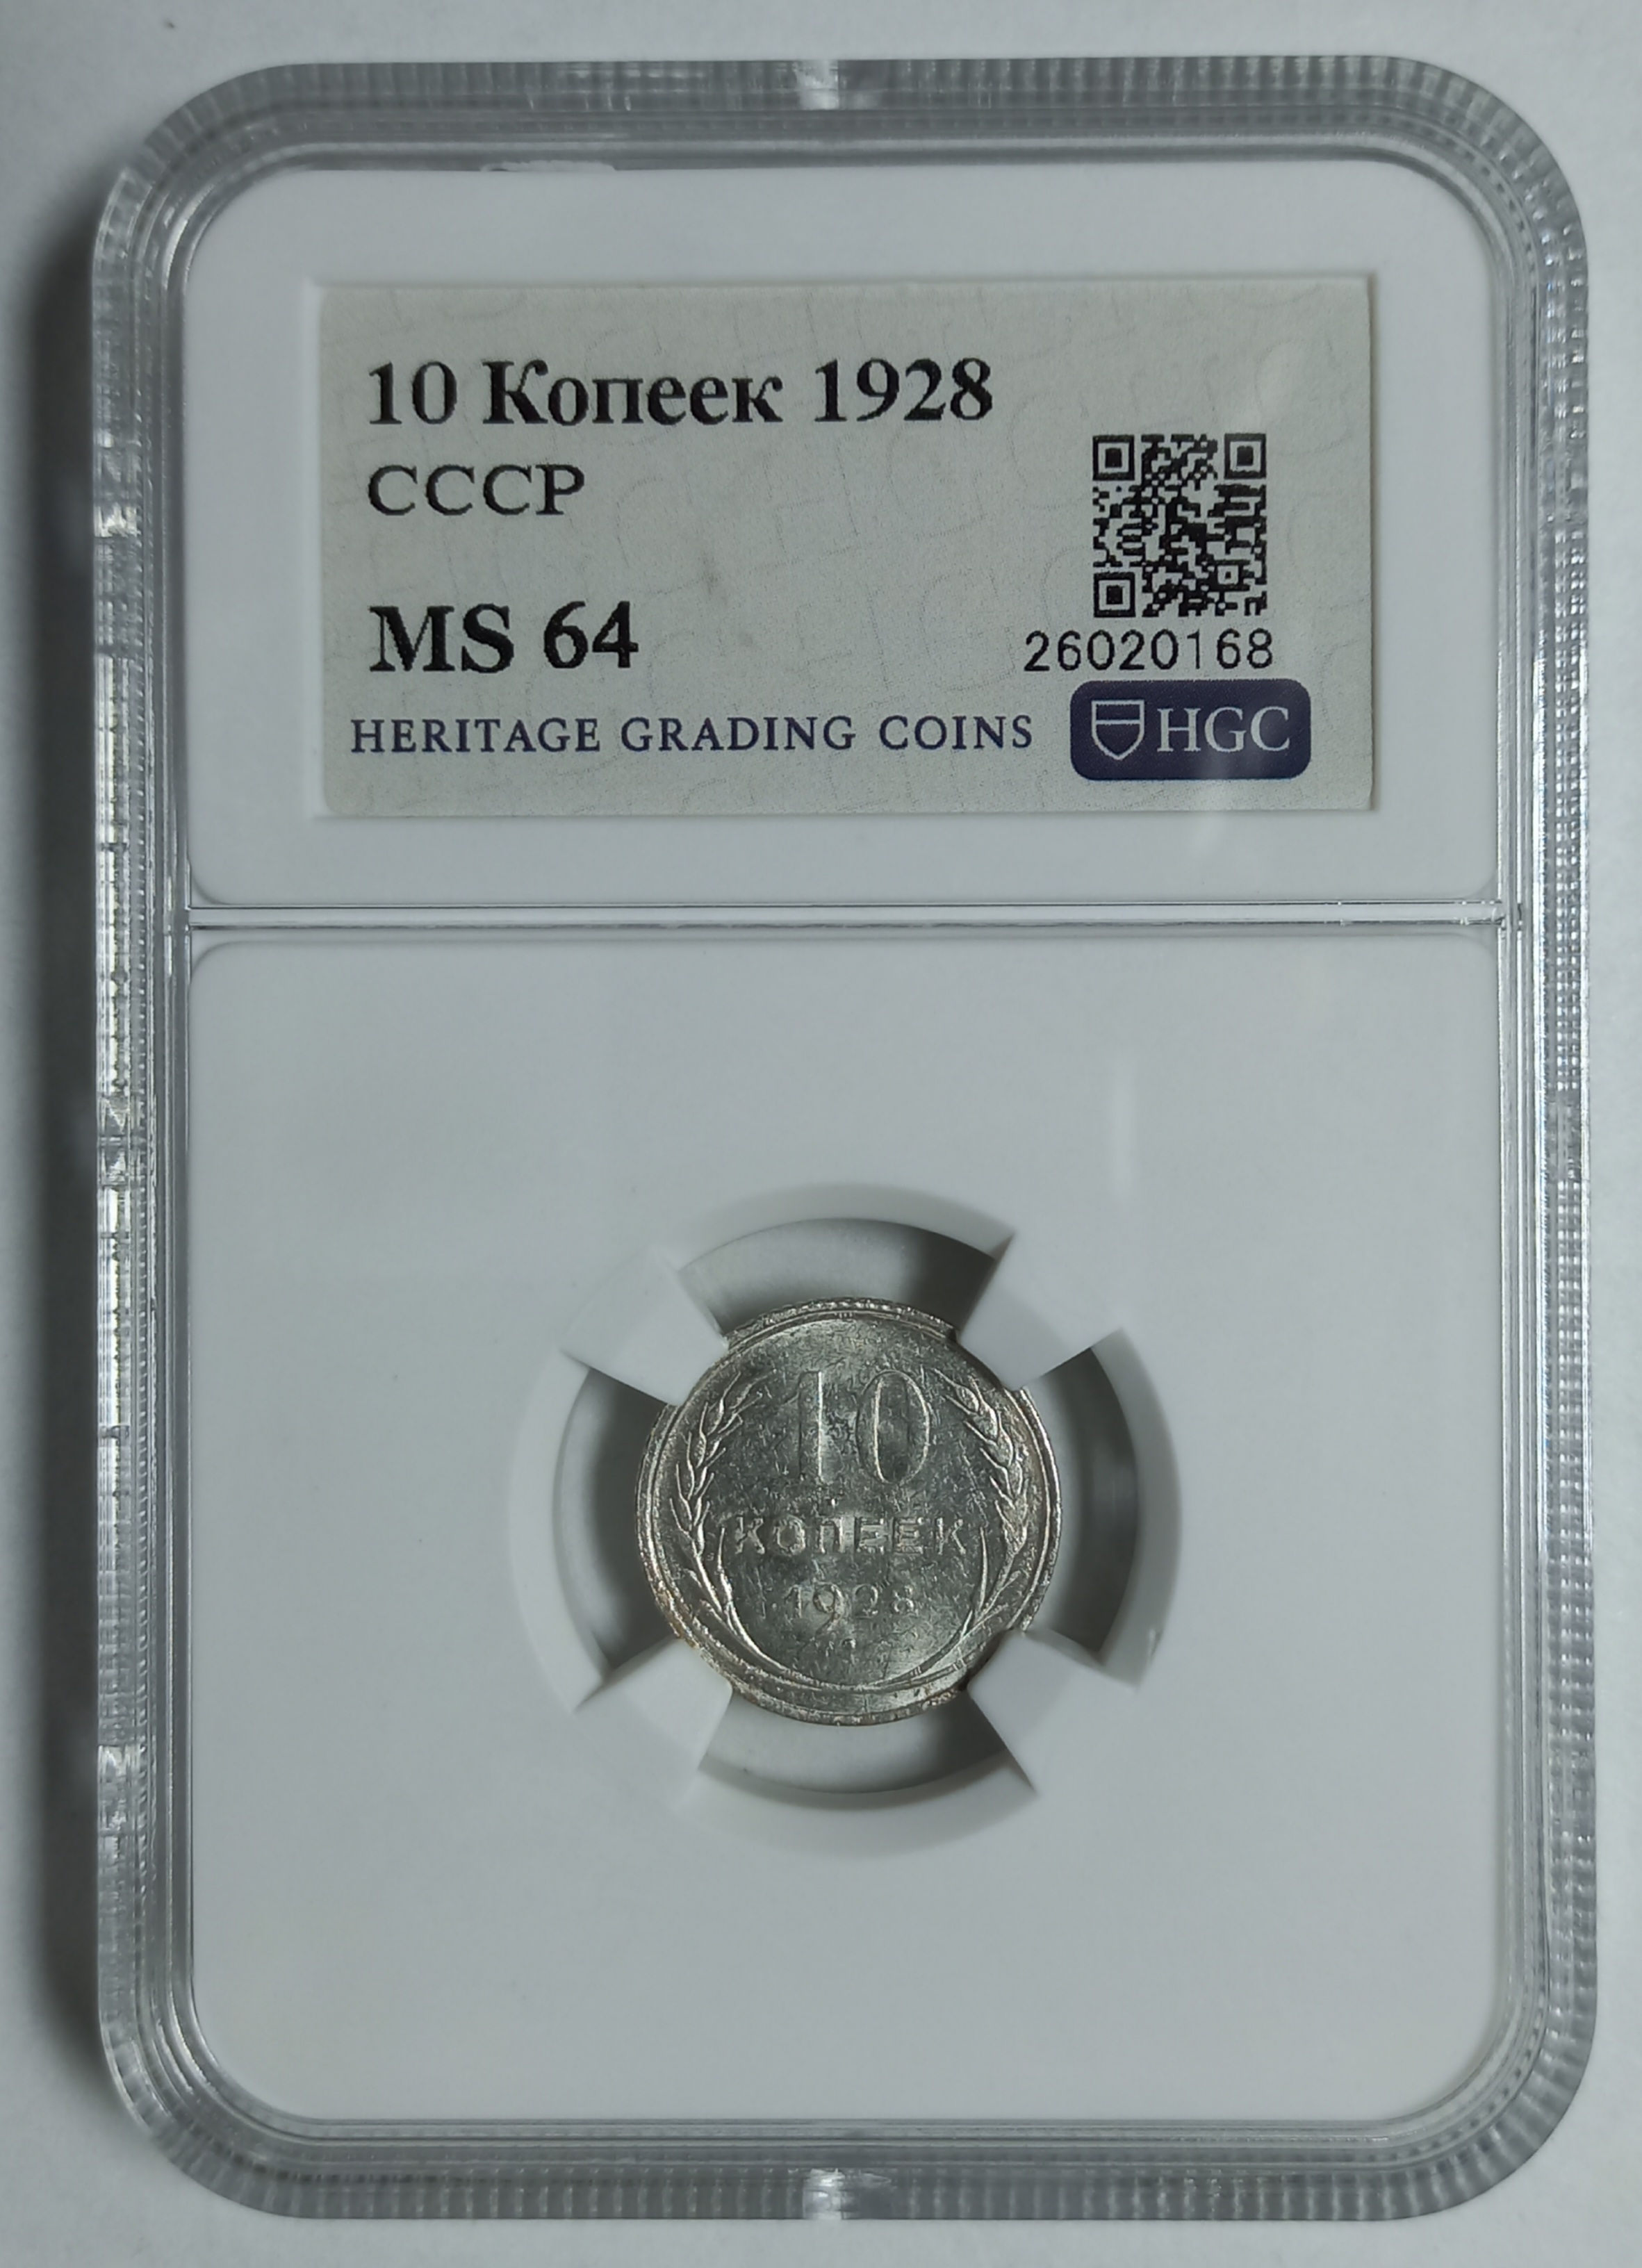 10 Копеек 1928
СССР
MS 64
26020168
HERITAGE GRADING COINS
HGC
10
КОПЕЕК
1928